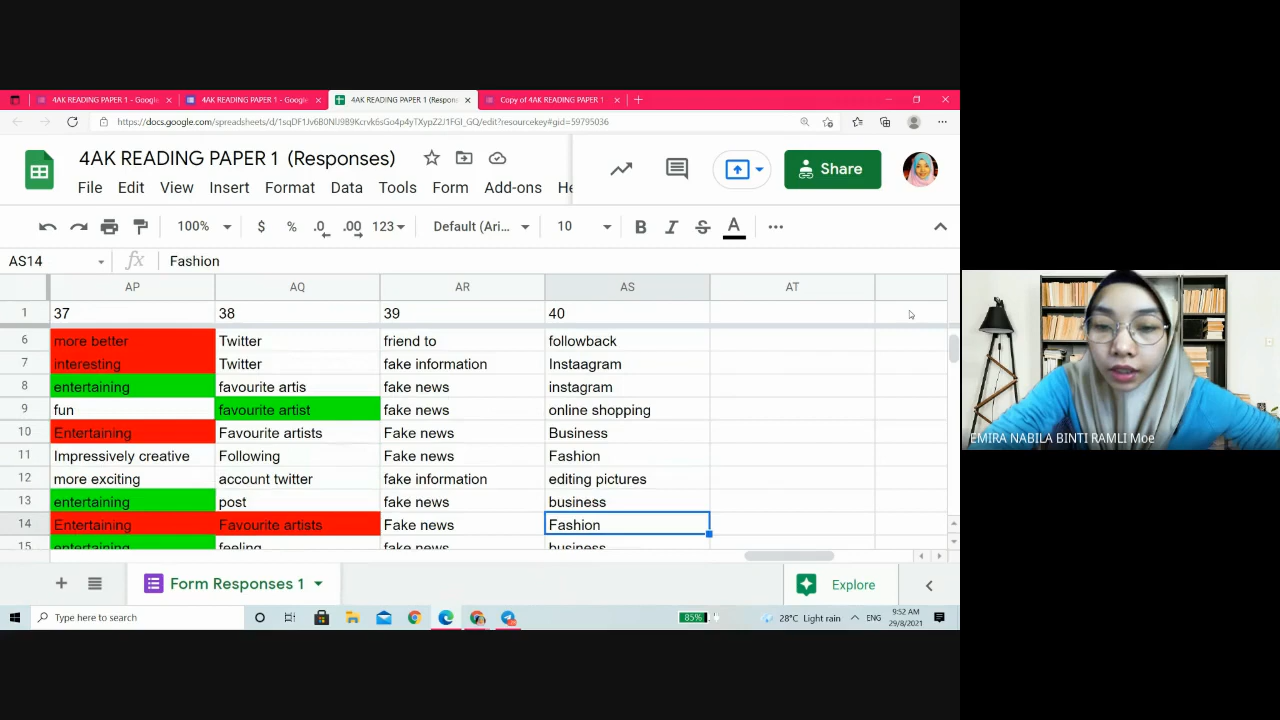 4AK READING PAPER 1 - Google
4AK READING PAPER 1 - Google
4AK READING PAPER 1 (Respon
Copy of 4AK READING PAPER 1
4AK READING PAPER 1 (Responses)
Share
File Edit View Insert Format Data Tools Form Add-ons He
100% $ % .0 .00 123 Default (Ari... 10 B I S A
AS14 fx Fashion
AP AQ AR AS AT
1 37 38 39 40
6 more better Twitter friend to followback
7 interesting Twitter fake information Instaagram
8 entertaining favourite artis fake news instagram
9 fun favourite artist fake news online shopping
10 Entertaining Favourite artists Fake news Business
11 Impressively creative Following Fake news Fashion
12 more exciting account twitter fake information editing pictures
13 entertaining post fake news business
14 Entertaining Favourite artists Fake news Fashion
15 entertaining feeling fake news business
Form Responses 1
Explore
Type here to search
85%
28°C Light rain
ENG
9:52 AM
29/8/2021
EMIRA NABILA BINTI RAMLI Moe